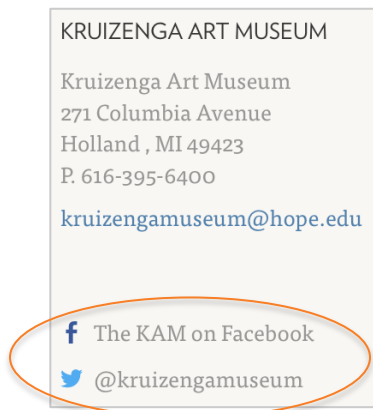 KRUIZENGA ART MUSEUM
Kruizenga Art Museum
271 Columbia Avenue
Holland , MI 49423
P. 616-395-6400
kruizengamuseum@hope.edu
The KAM on Facebook
@kruizengamuseum